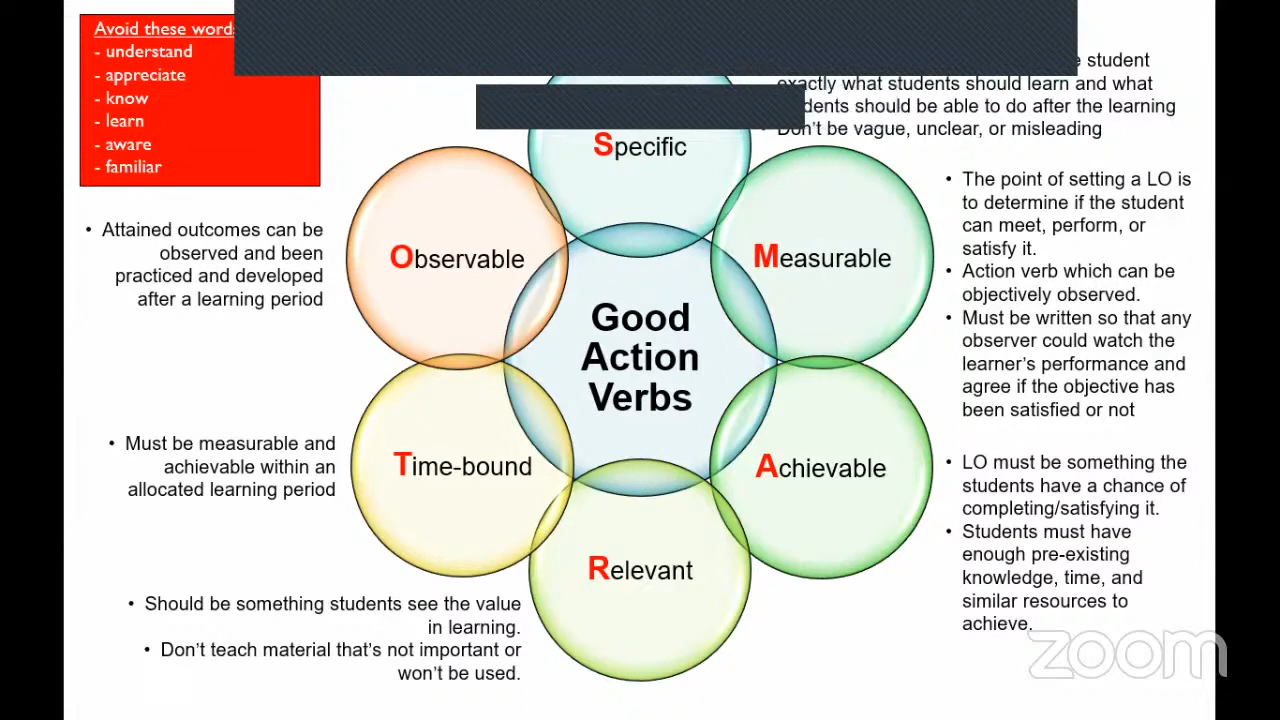 Avoid these word
- understand
- appreciate
- know
- learn
- aware
- familiar
student
exactly what students should learn and what
dents should be able to do after the learning
Don't be vague, unclear, or misleading
Specific
Observable
• Attained outcomes can be
observed and been
practiced and developed
after a learning period
Measurable
• The point of setting a LO is
to determine if the student
can meet, perform, or
satisfy it.
• Action verb which can be
objectively observed.
• Must be written so that any
observer could watch the
learner's performance and
agree if the objective has
been satisfied or not
Good
Action
Verbs
Time-bound
• Must be measurable and
achievable within an
allocated learning period
Achievable
• LO must be something the
students have a chance of
completing/satisfying it.
• Students must have
enough pre-existing
knowledge, time, and
similar resources to
achieve.
Relevant
• Should be something students see the value
in learning.
• Don't teach material that's not important or
won't be used.
zoom